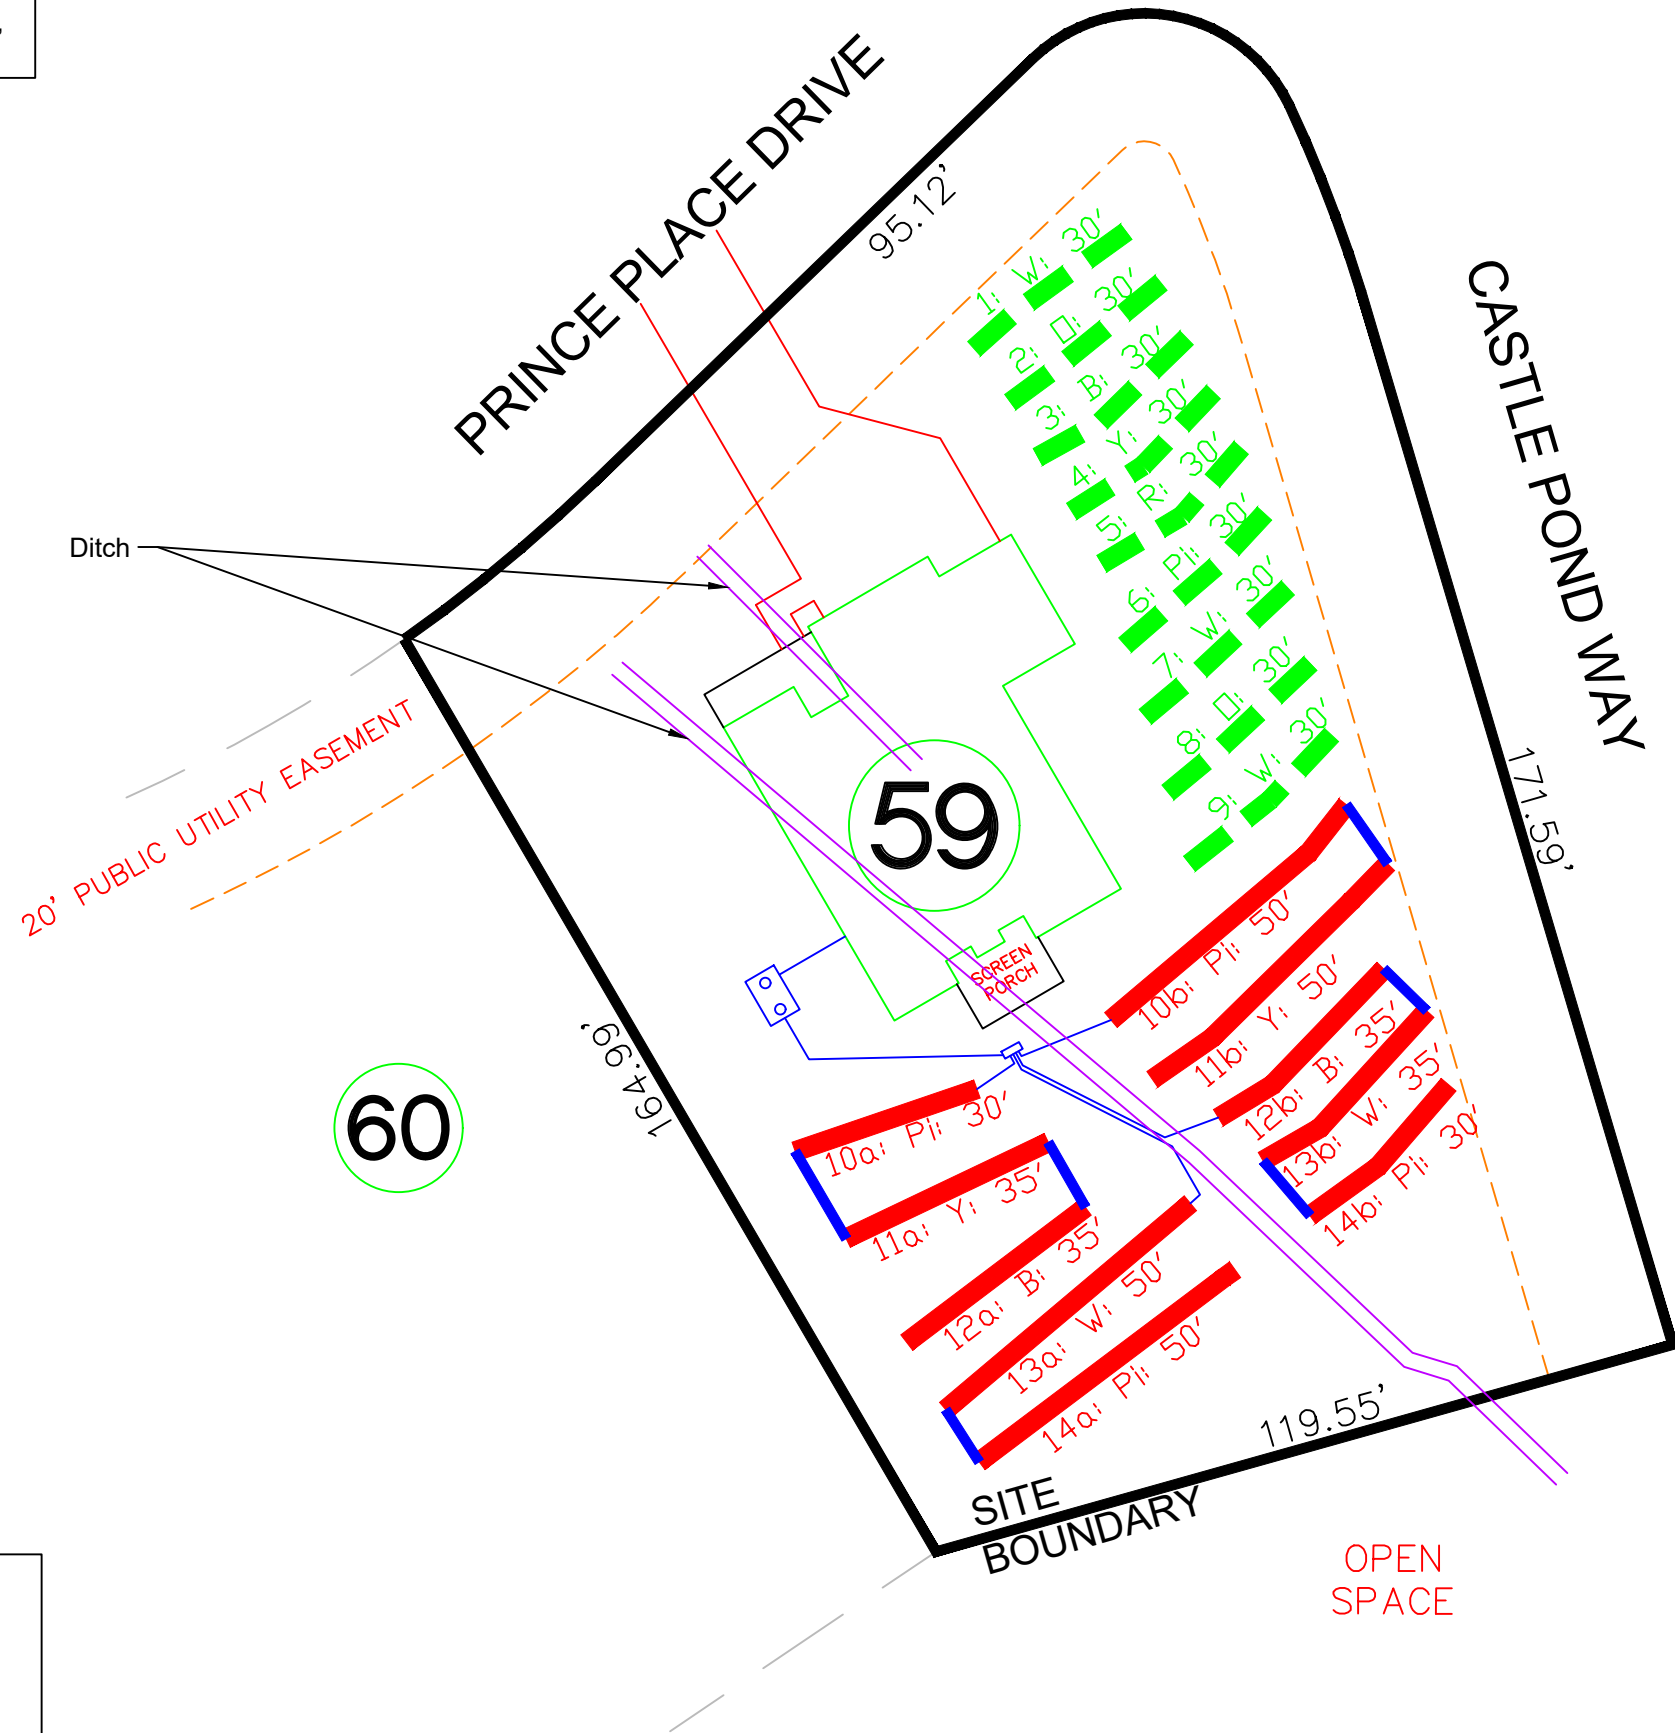 PRINCE PLACE DRIVE
95.12'
CASTLE POND WAY
171.59'
Ditch
20' PUBLIC UTILITY EASEMENT
1: W: 30'
2: O: 30'
3: B: 30'
4: Y: 30'
5: R: 30'
6: Pi: 30'
7: W: 30'
8: O: 30'
9: W: 30'
59
SCREEN
PORCH
10b: Pi: 50'
11b: Y: 50'
12b: B: 35'
13b: W: 35'
14b: Pi: 30'
60
164.99'
10a: Pi: 30'
11a: Y: 35'
12a: B: 35'
13a: W: 50'
14a: Pi: 50'
119.55'
SITE
BOUNDARY
OPEN
SPACE